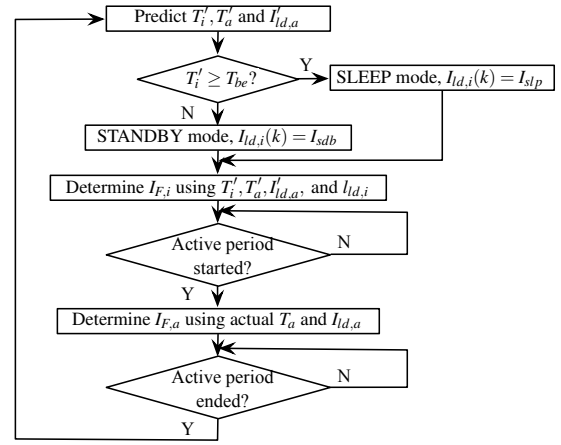 Predict T′i, T′a and I′ld,a
T′i ≥ Tbe?
Y
SLEEP mode, Ild,i(k) = Islp
N
STANDBY mode, Ild,i(k) = Isdb
Determine IF,i using T′i, T′a, I′ld,a, and lld,i
Active period
started?
N
Y
Determine IF,a using actual Ta and Ild,a
Active period
ended?
N
Y